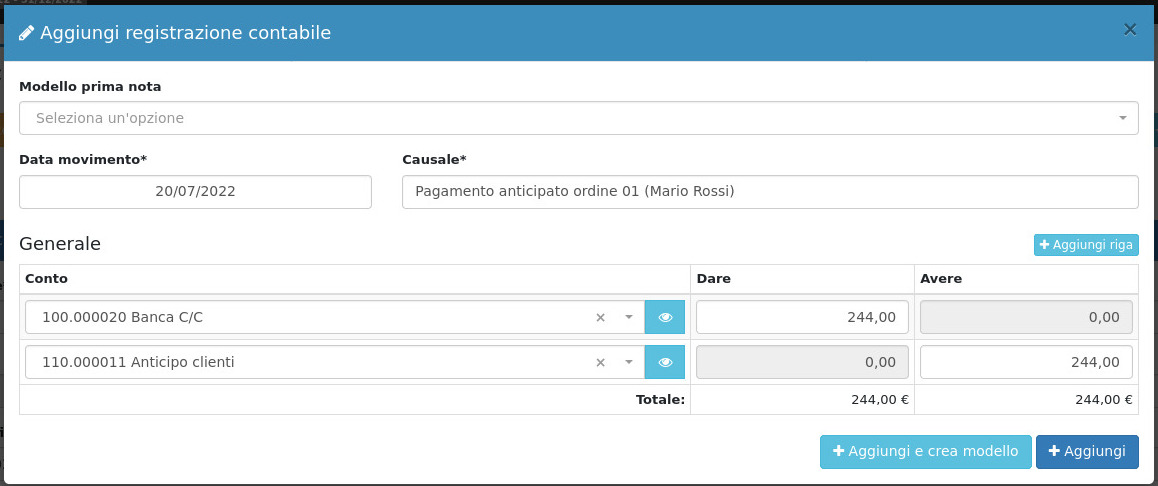 Aggiungi registrazione contabile
×
Modello prima nota
Seleziona un'opzione
Data movimento* Causale*
20/07/2022 Pagamento anticipato ordine 01 (Mario Rossi)
Generale + Aggiungi riga
Conto Dare Avere
100.000020 Banca C/C × 244,00 0,00
110.000011 Anticipo clienti × 0,00 244,00
Totale: 244,00 € 244,00 €
+ Aggiungi e crea modello + Aggiungi